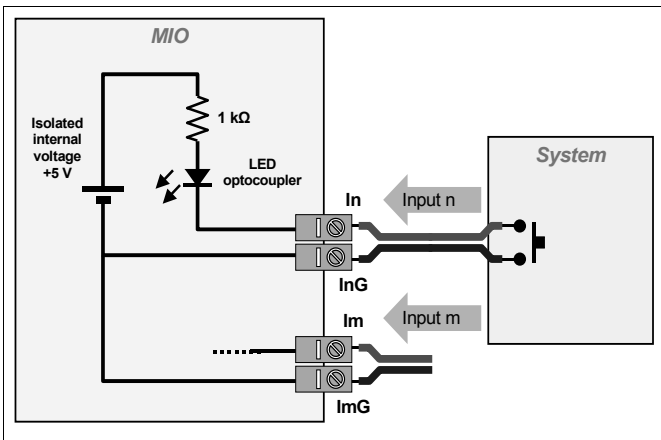 MIO
Isolated
internal
voltage
+5 V
1 kΩ
LED
optocoupler
System
In
Input n
InG
Im
Input m
ImG